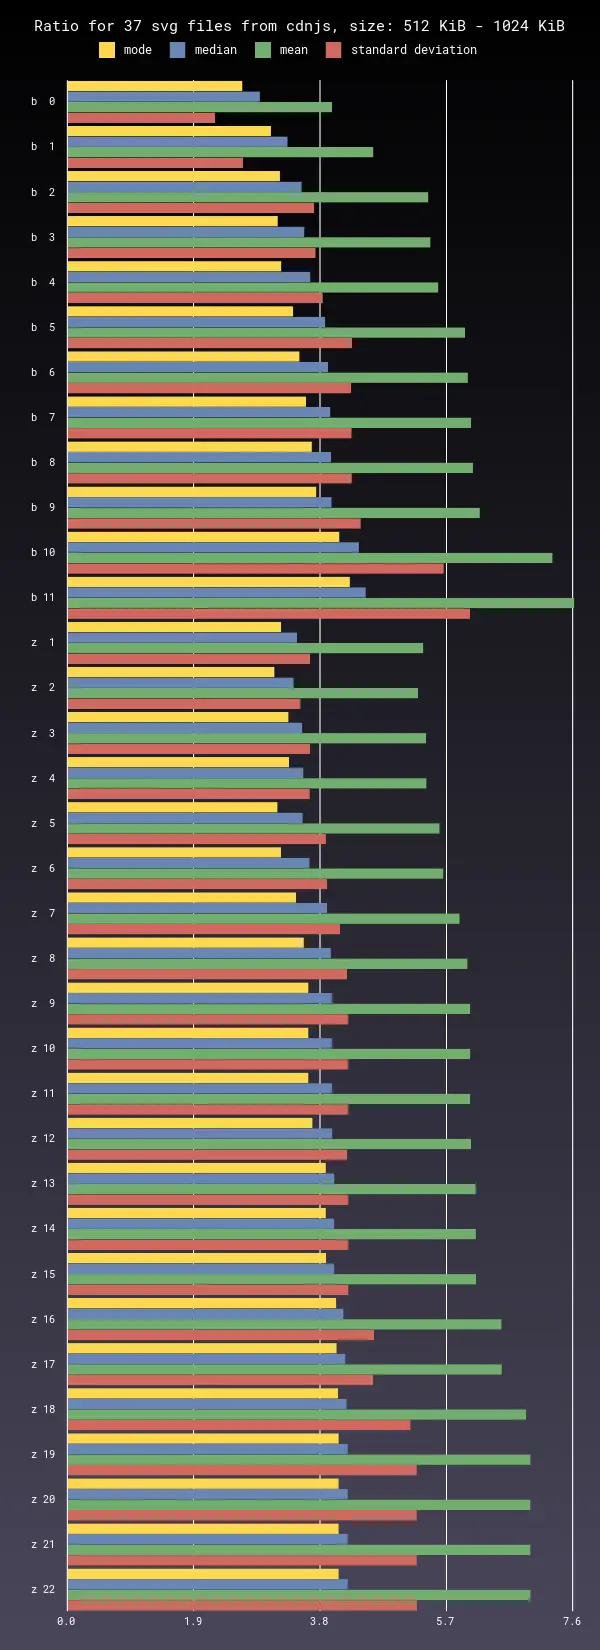 Ratio for 37 svg files from cdnjs, size: 512 KiB - 1024 KiB
mode median mean standard deviation
b 0
b 1
b 2
b 3
b 4
b 5
b 6
b 7
b 8
b 9
b 10
b 11
z 1
z 2
z 3
z 4
z 5
z 6
z 7
z 8
z 9
z 10
z 11
z 12
z 13
z 14
z 15
z 16
z 17
z 18
z 19
z 20
z 21
z 22
0.0 1.9 3.8 5.7 7.6